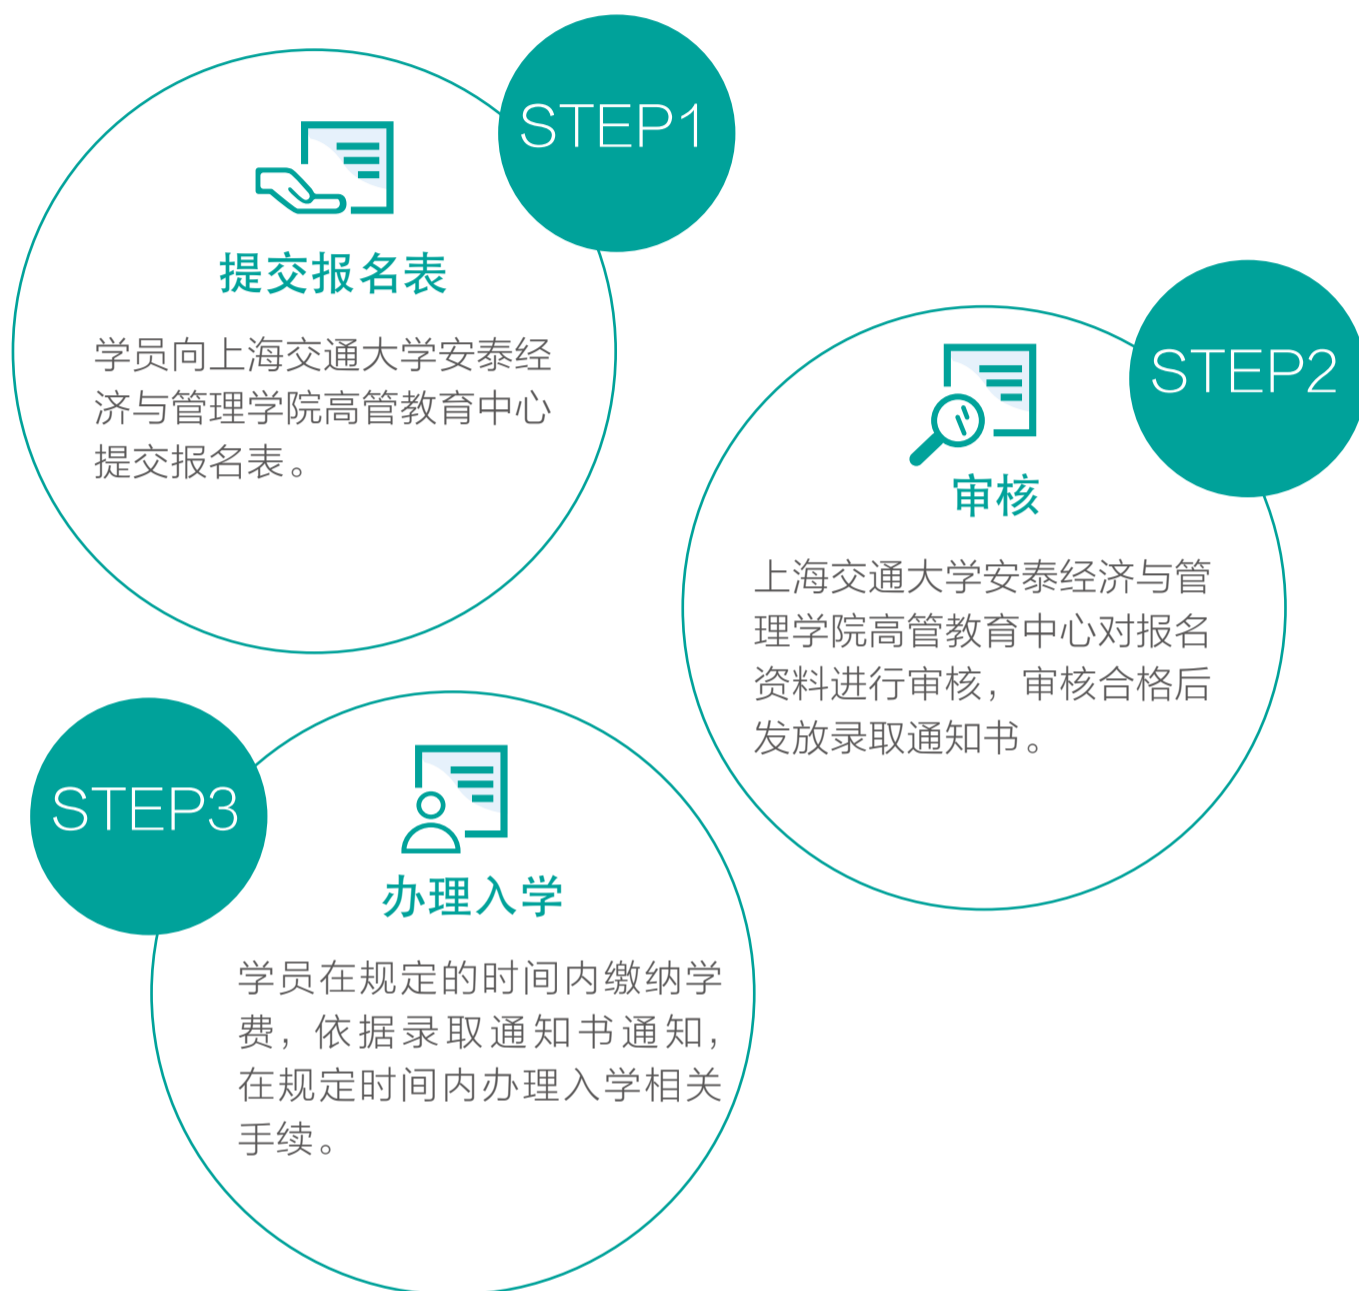 STEP1
提交报名表
学员向上海交通大学安泰经
济与管理学院高管教育中心
提交报名表。
STEP2
审核
上海交通大学安泰经济与管
理学院高管教育中心对报名
资料进行审核，审核合格后
发放录取通知书。
STEP3
办理入学
学员在规定的时间内缴纳学
费，依据录取通知书通知，
在规定时间内办理入学相关
手续。